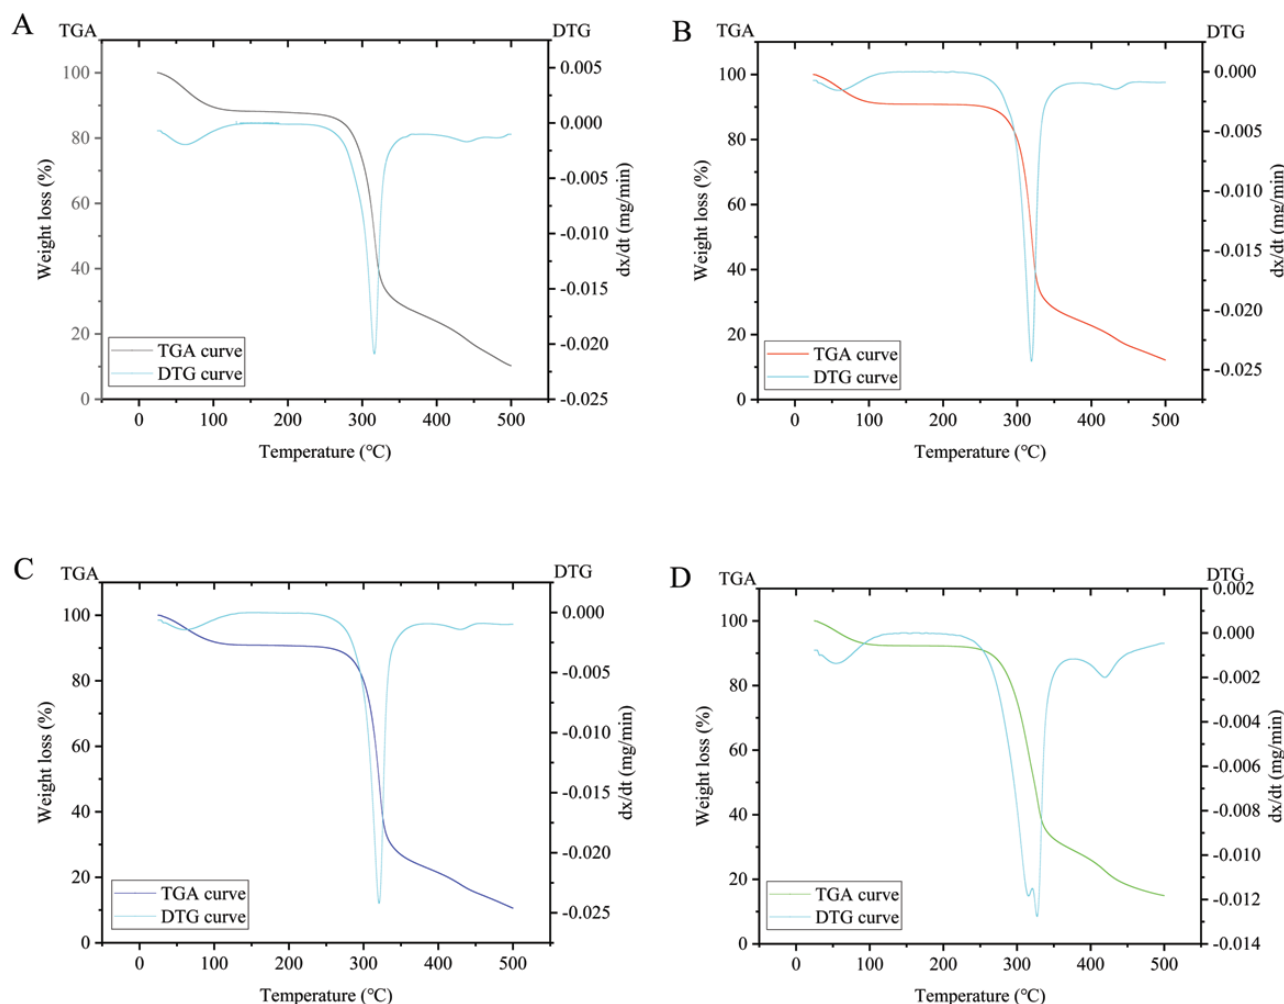 A
TGA
DTG
100
80
60
40
20
0
Weight loss (%)
0.005
0.000
-0.005
-0.010
-0.015
-0.020
-0.025
dx/dt (mg/min)
TGA curve
DTG curve
0 100 200 300 400 500
Temperature (℃)
B
TGA
DTG
100
80
60
40
20
0
Weight loss (%)
0.000
-0.005
-0.010
-0.015
-0.020
-0.025
dx/dt (mg/min)
TGA curve
DTG curve
0 100 200 300 400 500
Temperature (℃)
C
TGA
DTG
100
80
60
40
20
0
Weight loss (%)
0.000
-0.005
-0.010
-0.015
-0.020
-0.025
dx/dt (mg/min)
TGA curve
DTG curve
0 100 200 300 400 500
Temperature (℃)
D
TGA
DTG
100
80
60
40
20
0
Weight loss (%)
0.002
0.000
-0.002
-0.004
-0.006
-0.008
-0.010
-0.012
-0.014
dx/dt (mg/min)
TGA curve
DTG curve
0 100 200 300 400 500
Temperature (℃)